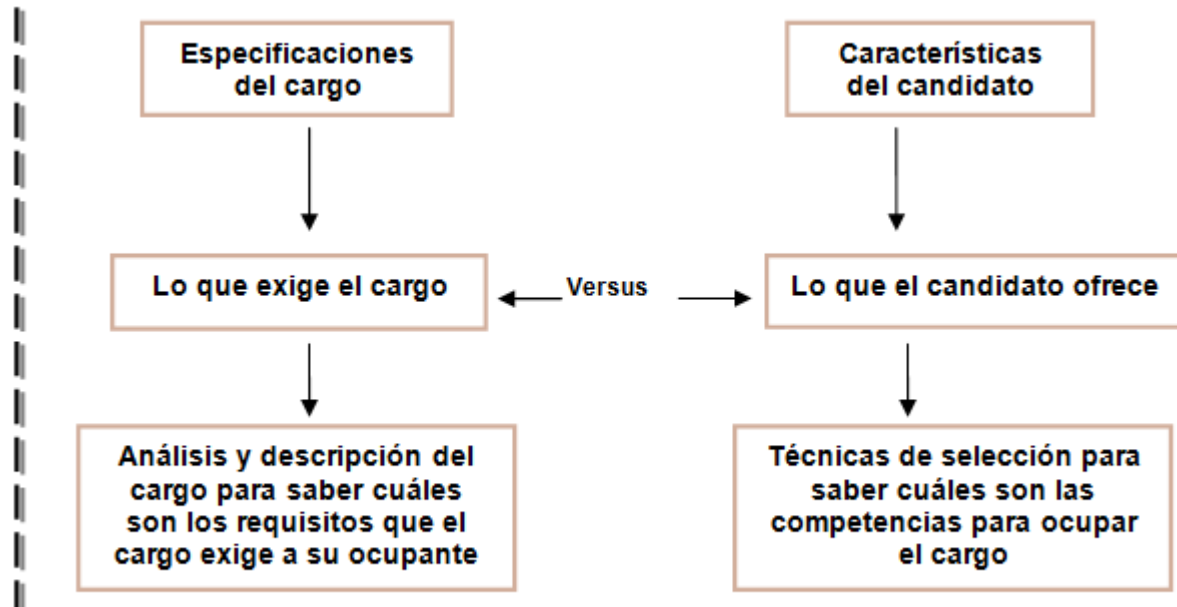 Especificaciones
del cargo
Características
del candidato
Lo que exige el cargo
Versus
Lo que el candidato ofrece
Análisis y descripción del
cargo para saber cuáles
son los requisitos que el
cargo exige a su ocupante
Técnicas de selección para
saber cuáles son las
competencias para ocupar
el cargo